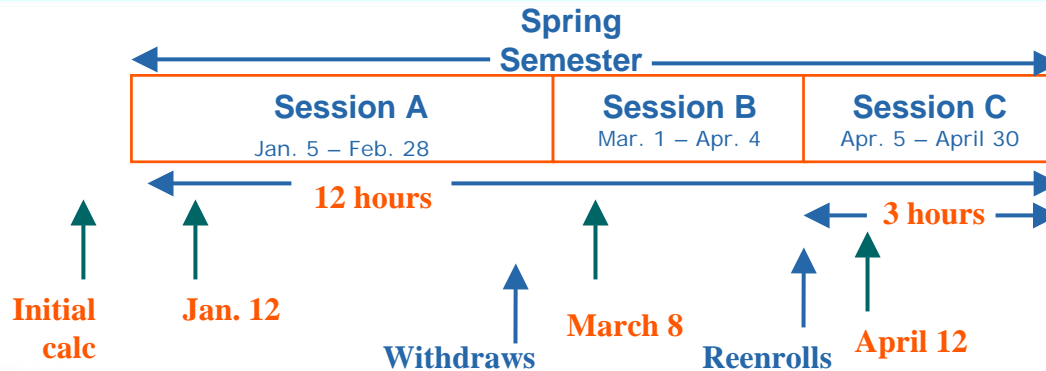 Spring
Semester
Session A
Jan. 5 – Feb. 28
Session B
Mar. 1 – Apr. 4
Session C
Apr. 5 – April 30
12 hours
3 hours
Initial
calc
Jan. 12
Withdraws
March 8
Reenrolls
April 12